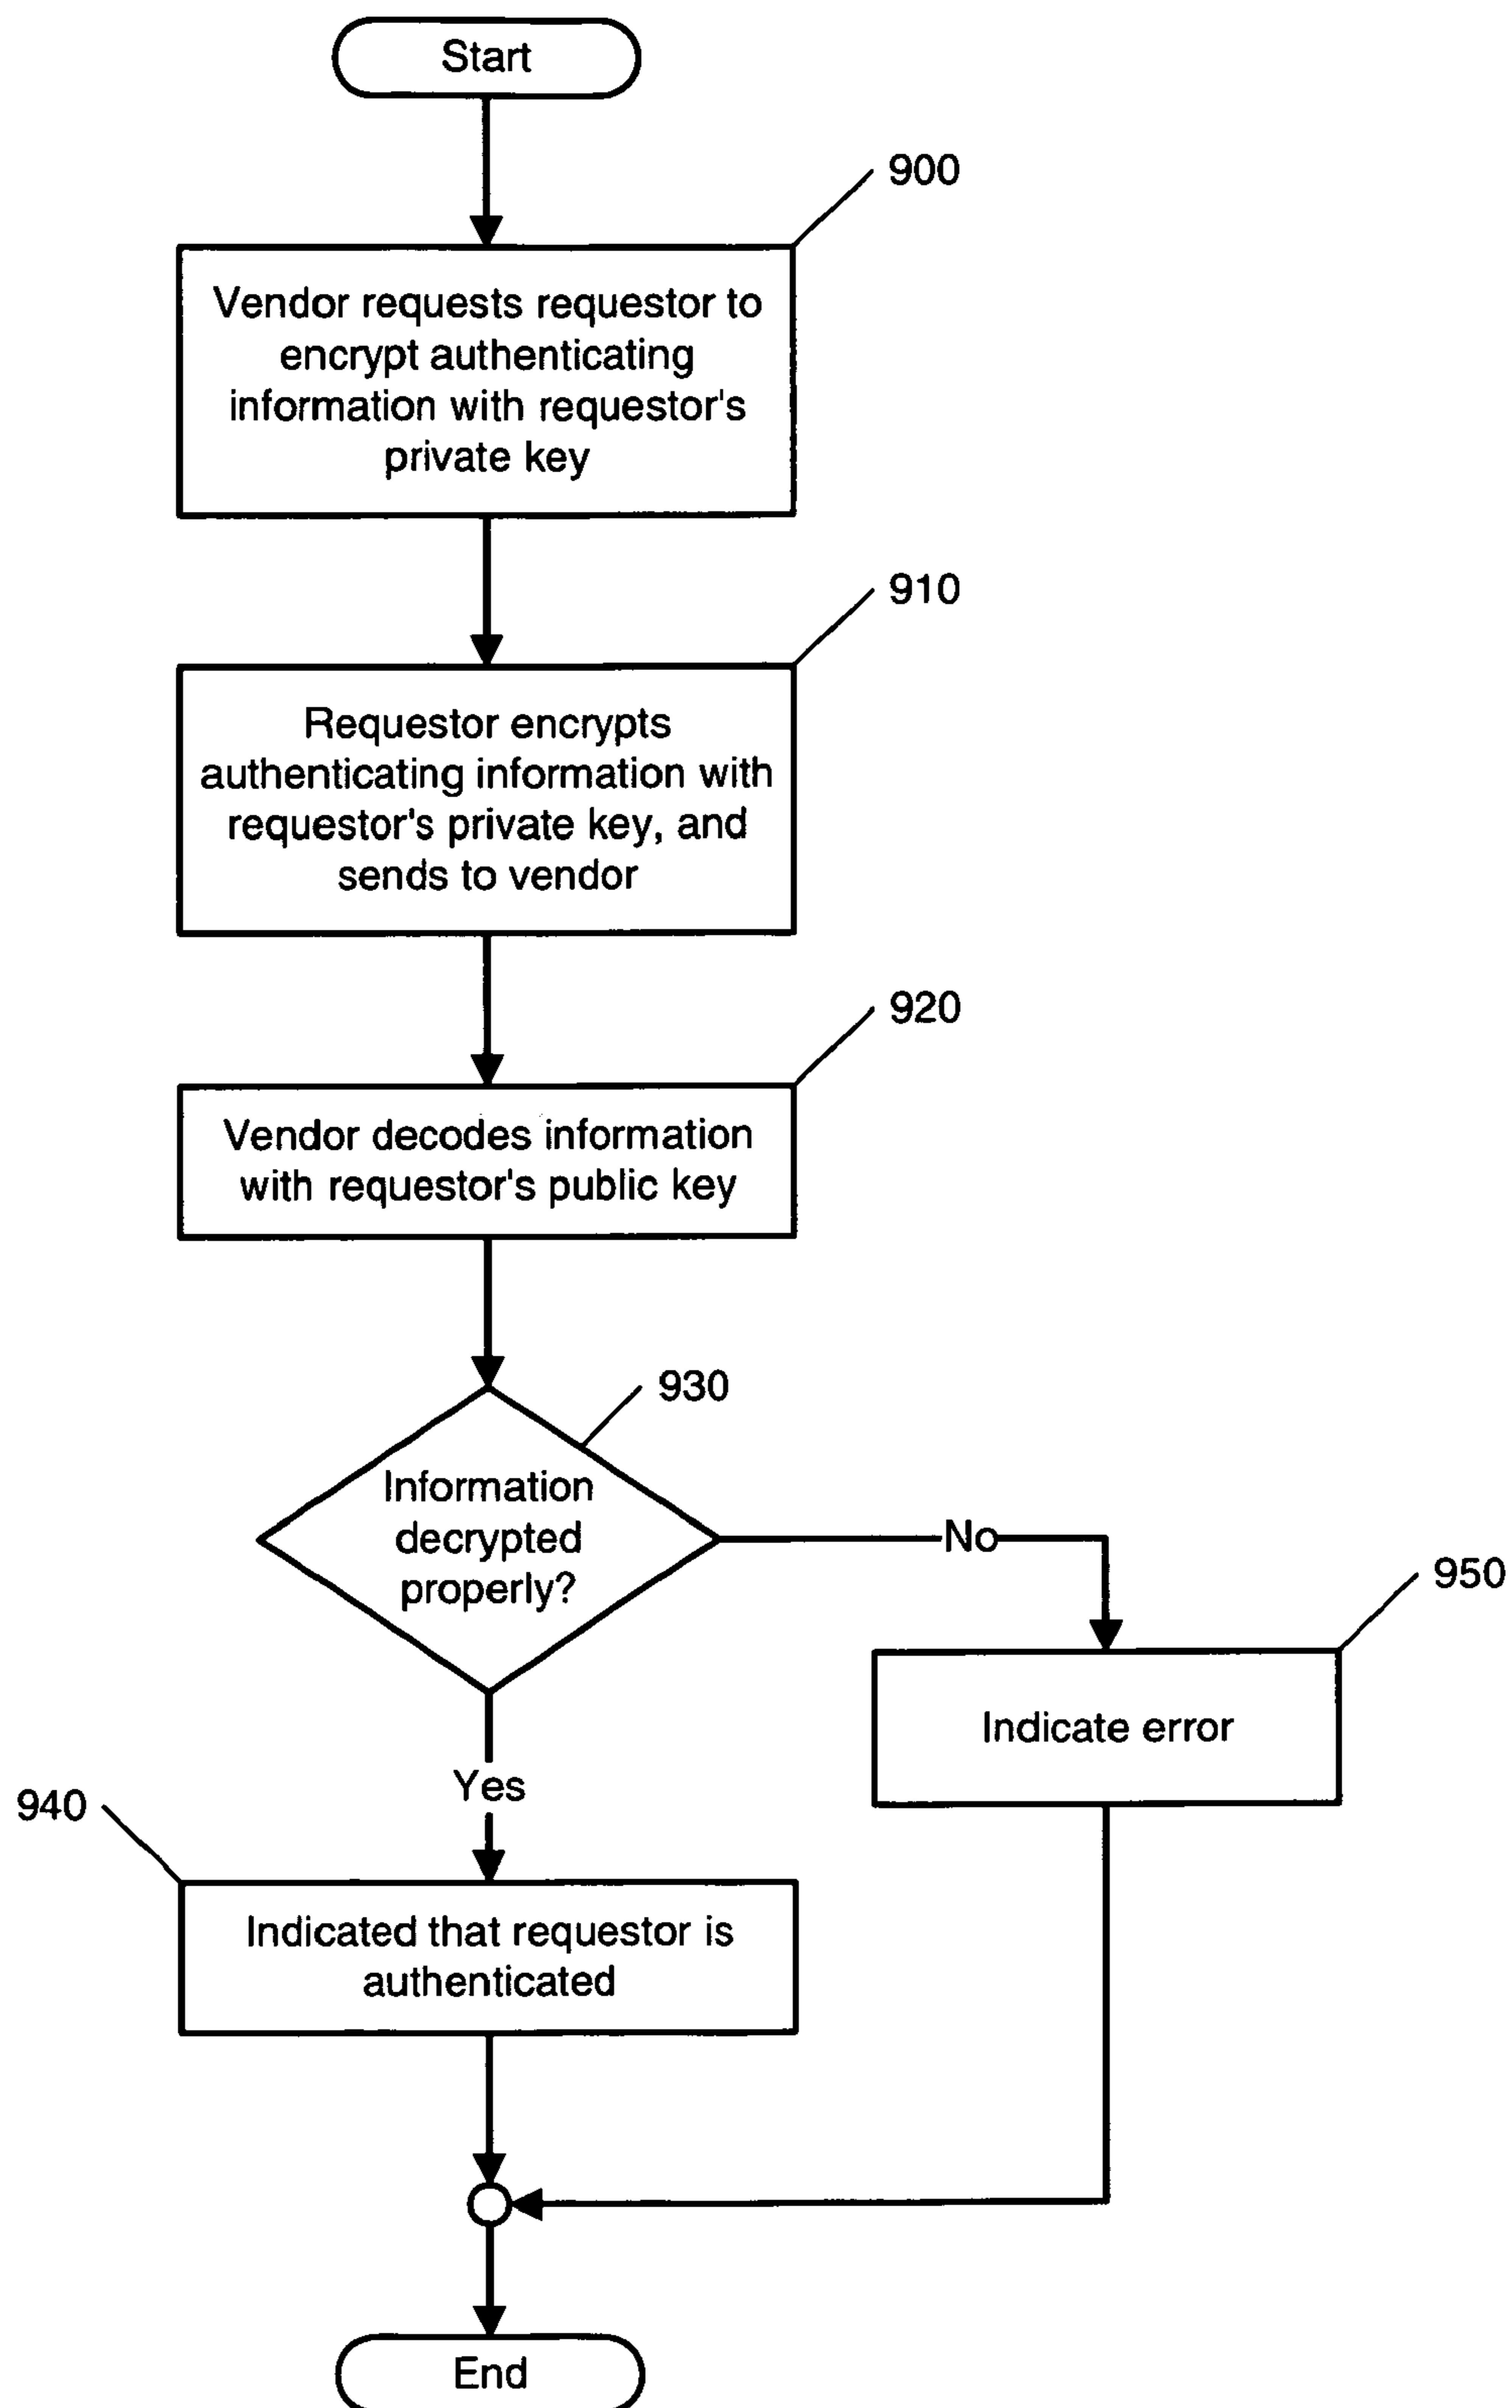 Start
900
Vendor requests requestor to
encrypt authenticating
information with requestor's
private key
910
Requestor encrypts
authenticating information with
requestor's private key, and
sends to vendor
920
Vendor decodes information
with requestor's public key
930
Information
decrypted
properly?
No
950
Indicate error
Yes
940
Indicated that requestor is
authenticated
End